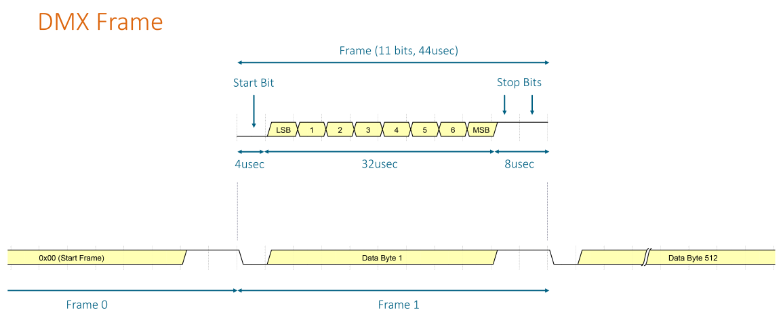 DMX Frame
Frame (11 bits, 44usec)
Start Bit
Stop Bits
LSB 1 2 3 4 5 6 MSB
4usec 32usec 8usec
0x00 (Start Frame) Data Byte 1 Data Byte 512
Frame 0 Frame 1